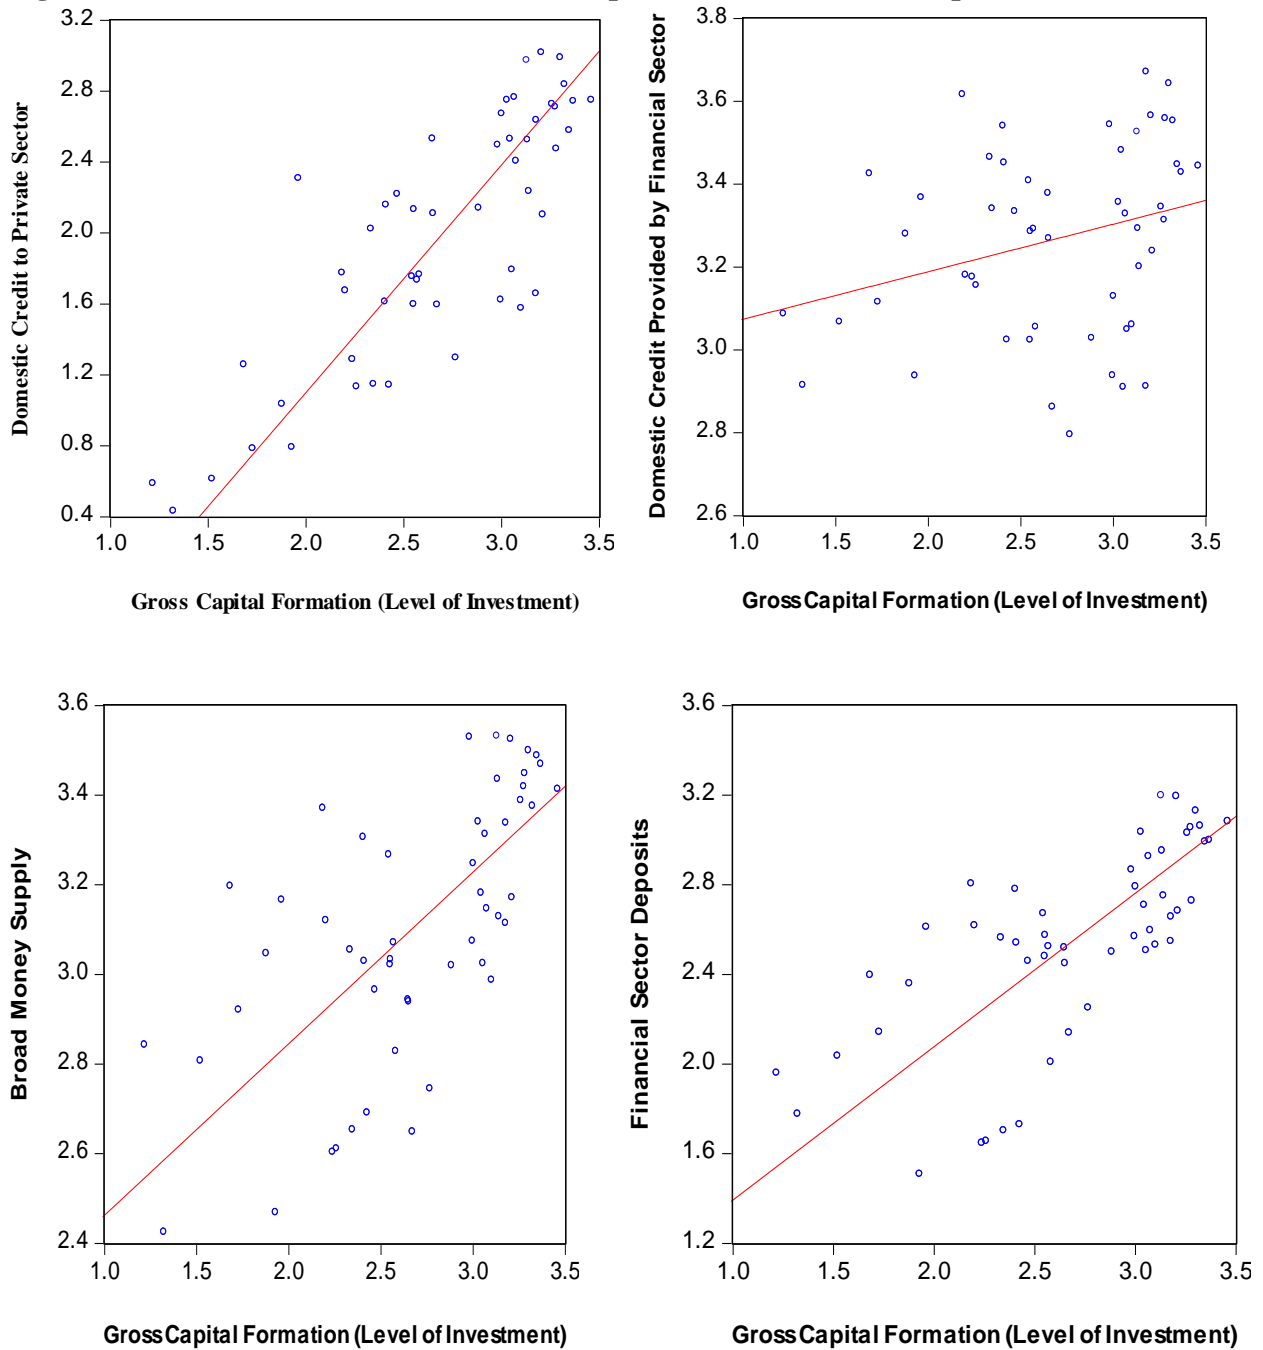 3.2
2.8
2.4
2.0
1.6
1.2
0.8
0.4
1.0 1.5 2.0 2.5 3.0 3.5
Domestic Credit to Private Sector
Gross Capital Formation (Level of Investment)
3.8
3.6
3.4
3.2
3.0
2.8
2.6
1.0 1.5 2.0 2.5 3.0 3.5
Domestic Credit Provided by Financial Sector
Gross Capital Formation (Level of Investment)
3.6
3.4
3.2
3.0
2.8
2.6
2.4
1.0 1.5 2.0 2.5 3.0 3.5
Broad Money Supply
Gross Capital Formation (Level of Investment)
3.6
3.2
2.8
2.4
2.0
1.6
1.2
1.0 1.5 2.0 2.5 3.0 3.5
Financial Sector Deposits
Gross Capital Formation (Level of Investment)